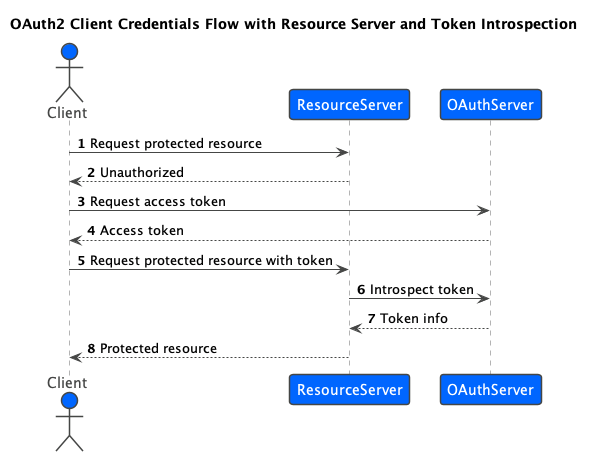 OAuth2 Client Credentials Flow with Resource Server and Token Introspection
Client
ResourceServer
OAuthServer
1 Request protected resource
2 Unauthorized
3 Request access token
4 Access token
5 Request protected resource with token
6 Introspect token
7 Token info
8 Protected resource
Client
ResourceServer
OAuthServer